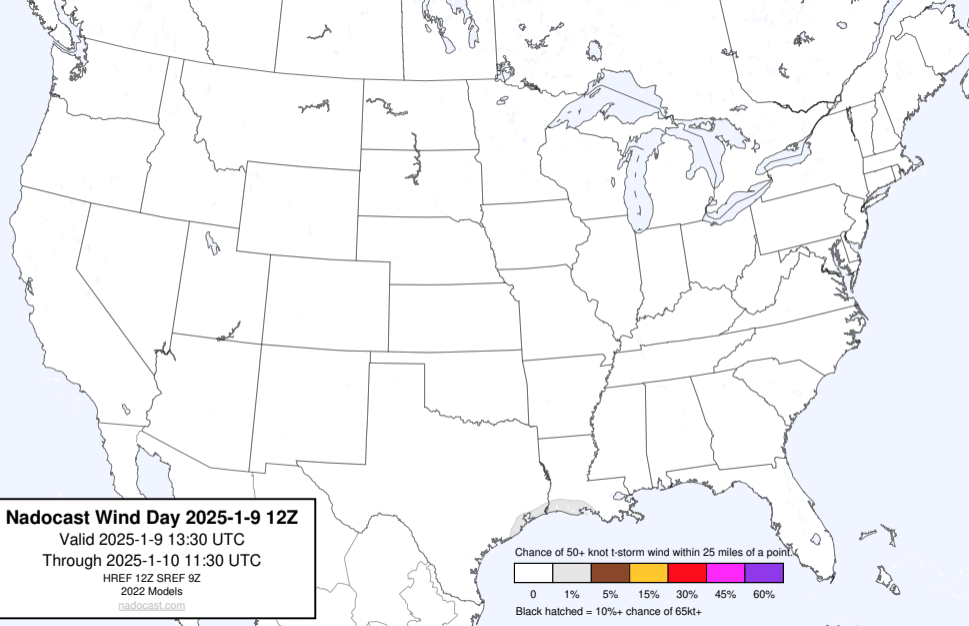 Nadocast Wind Day 2025-1-9 12Z
Valid 2025-1-9 13:30 UTC
Through 2025-1-10 11:30 UTC
HREF 12Z SREF 9Z
2022 Models
nadocast.com
Chance of 50+ knot t-storm wind within 25 miles of a point.
0 1% 5% 15% 30% 45% 60%
Black hatched = 10%+ chance of 65kt+